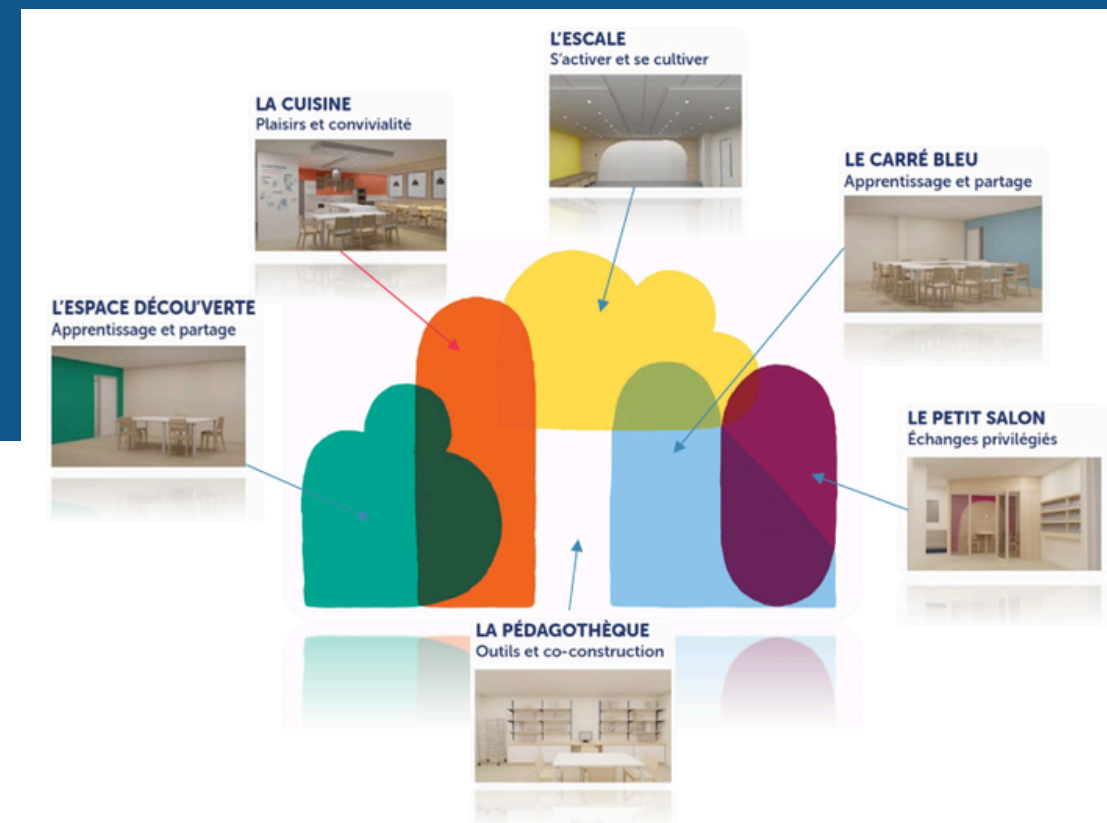 L'ESCALE
S'activer et se cultiver
LA CUISINE
Plaisirs et convivialité
LE CARRÉ BLEU
Apprentissage et partage
L'ESPACE DÉCOU'VERTE
Apprentissage et partage
LE PETIT SALON
Échanges privilégiés
LA PÉDAGOTHÈQUE
Outils et co-construction